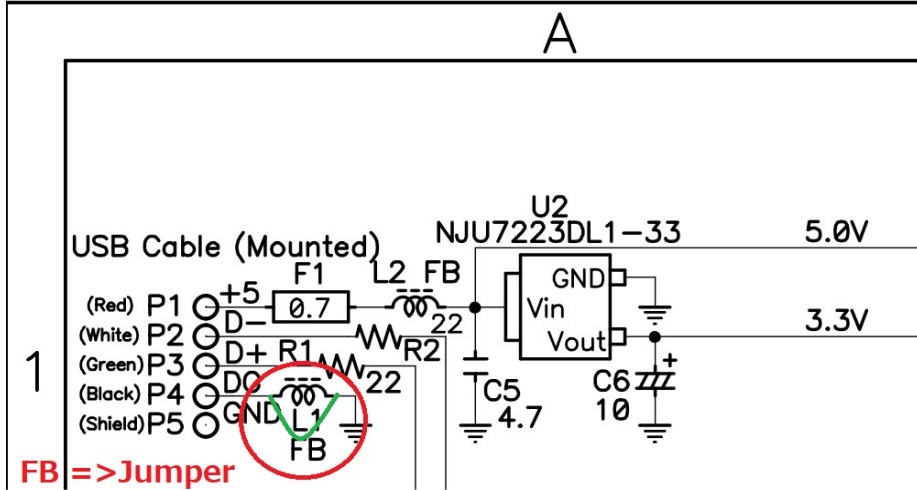 A
U2
NJU7223DL1-33
5.0V
USB Cable (Mounted)
F1
L2 FB
GND
(Red) P1 +5
0.7
Vin
(White) P2 D-
22
R2
Vout
3.3V
1
(Green) P3 D+ R1
22
C5
4.7
C6
+
10
(Black) P4 DG
(Shield) P5 GND L1
FB
FB =>Jumper